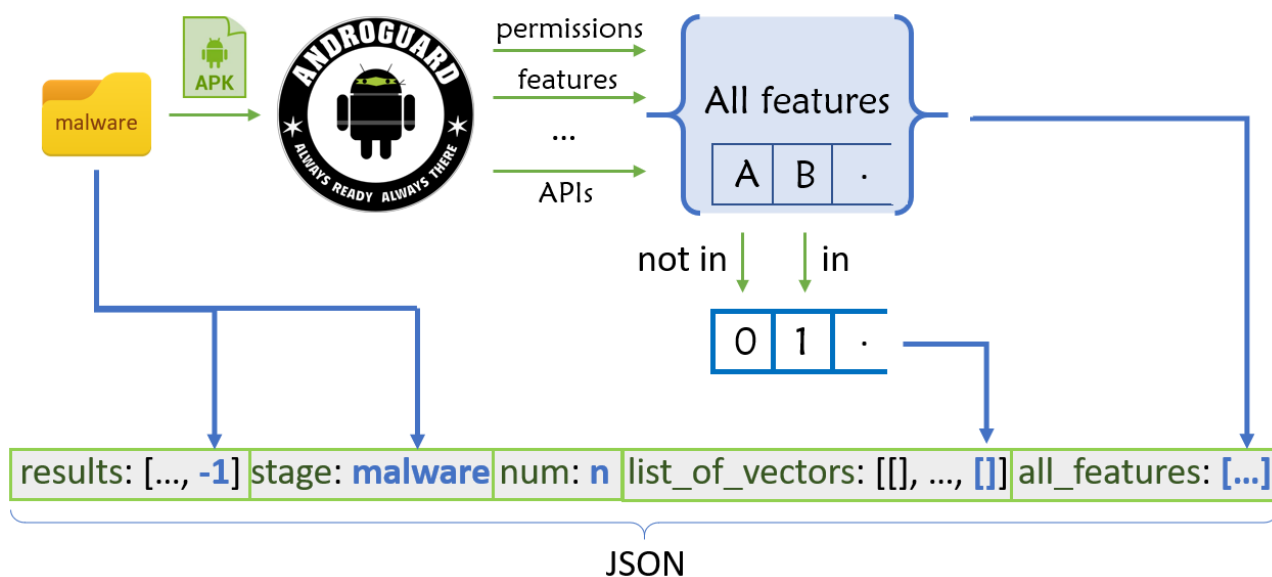 malware
APK
ANDROGUARD
ALWAYS READY ALWAYS THERE
permissions
features
...
APIs
All features
A B .
not in
in
0 1 .
results: [..., -1] stage: malware num: n list_of_vectors: [[], ..., []] all_features: [...]
JSON